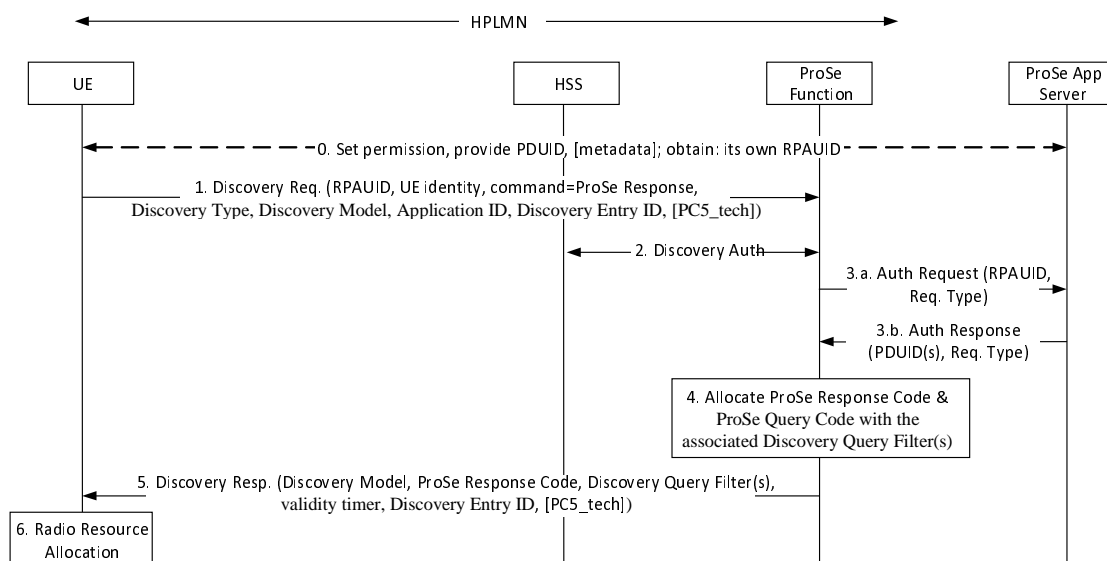 HPLMN
UE
HSS
ProSe
Function
ProSe App
Server
0. Set permission, provide PDUID, [metadata]; obtain: its own RPAUID
1. Discovery Req. (RPAUID, UE identity, command=ProSe Response,
Discovery Type, Discovery Model, Application ID, Discovery Entry ID, [PC5_tech])
2. Discovery Auth
3.a. Auth Request (RPAUID,
Req. Type)
3.b. Auth Response
(PDUID(s), Req. Type)
4. Allocate ProSe Response Code &
ProSe Query Code with the
associated Discovery Query Filter(s)
5. Discovery Resp. (Discovery Model, ProSe Response Code, Discovery Query Filter(s),
validity timer, Discovery Entry ID, [PC5_tech])
6. Radio Resource
Allocation